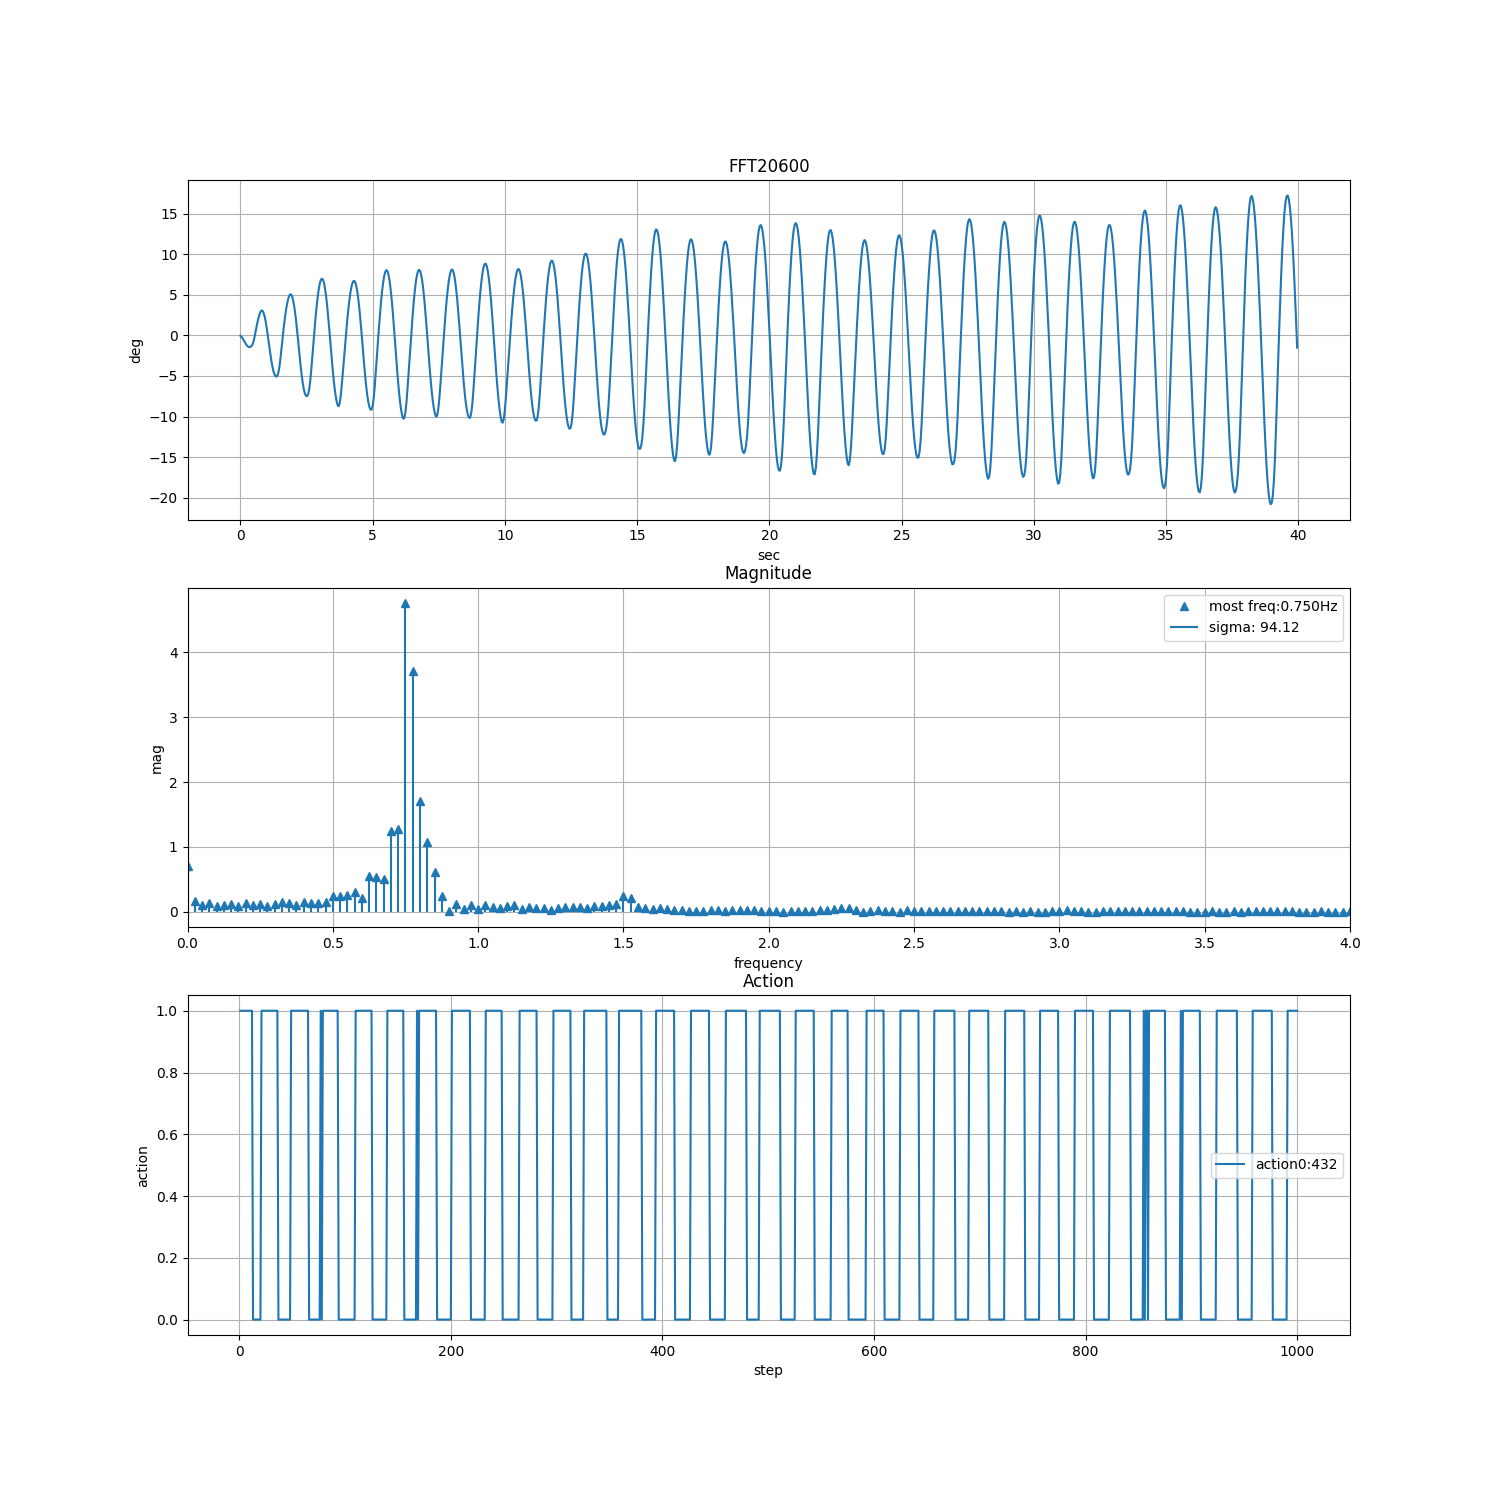 FFT20600
15
10
5
0
−5
−10
−15
−20
deg
0 5 10 15 20 25 30 35 40
sec
Magnitude
most freq:0.750Hz
sigma: 94.12
4
3
2
1
0
mag
0.0 0.5 1.0 1.5 2.0 2.5 3.0 3.5 4.0
frequency
Action
1.0
0.8
0.6
0.4
0.2
0.0
action
action0:432
0 200 400 600 800 1000
step